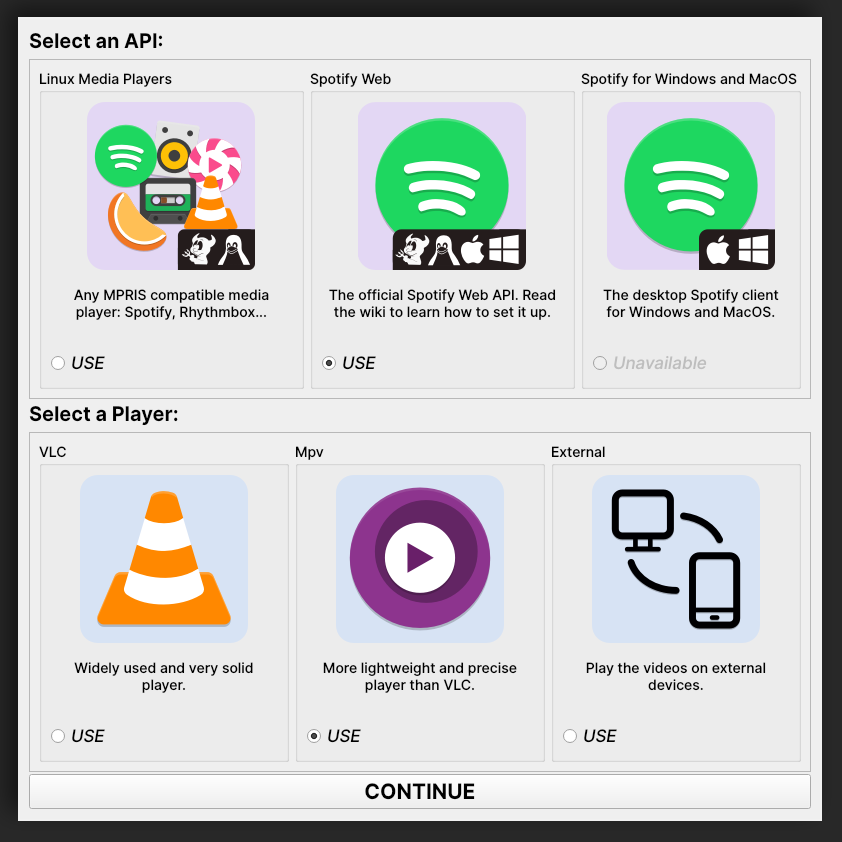 Select an API:
Linux Media Players
Spotify Web
Spotify for Windows and MacOS
Any MPRIS compatible media
player: Spotify, Rhythmbox...
The official Spotify Web API. Read
the wiki to learn how to set it up.
The desktop Spotify client
for Windows and MacOS.
USE
USE
Unavailable
Select a Player:
VLC
Mpv
External
Widely used and very solid
player.
More lightweight and precise
player than VLC.
Play the videos on external
devices.
USE
USE
USE
CONTINUE